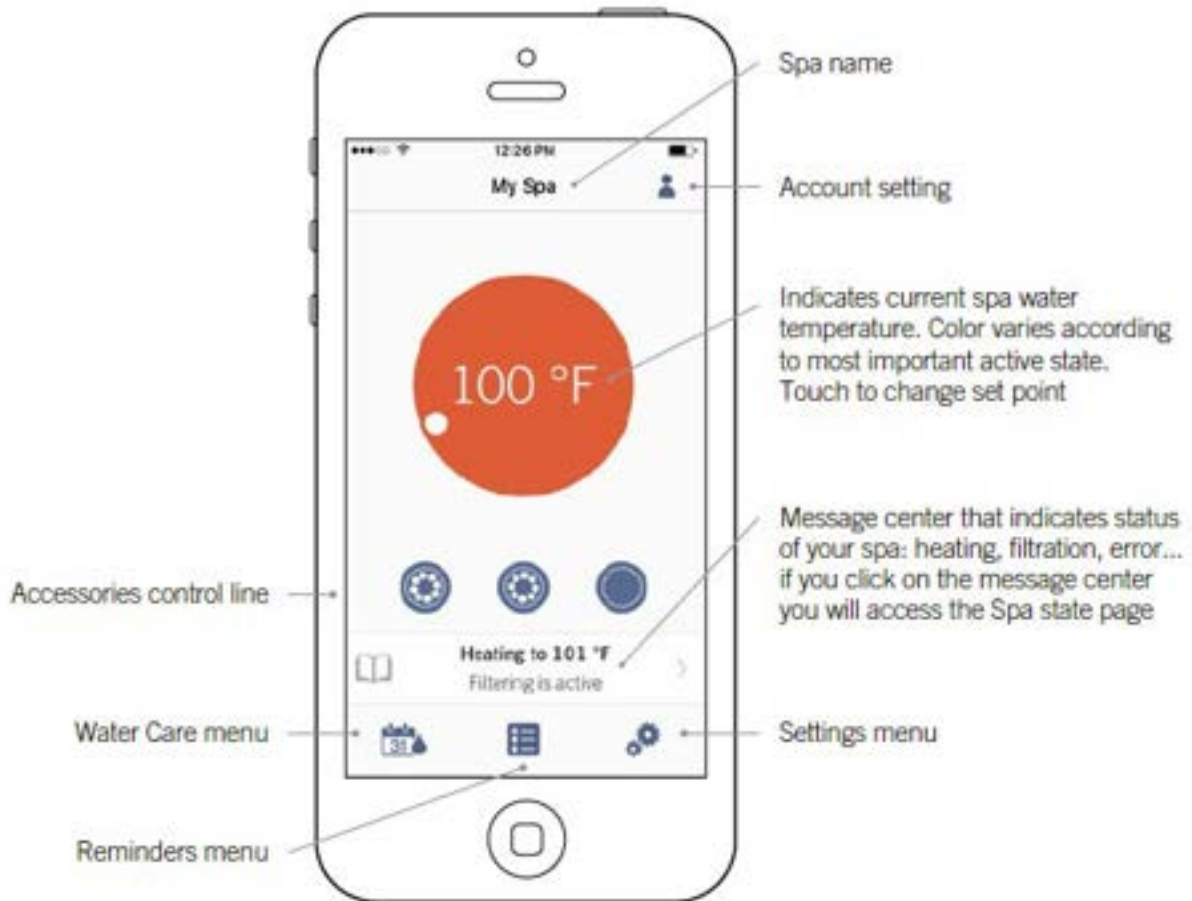 Spa name
12:26 PM
My Spa
Account setting
Indicates current spa water
temperature. Color varies according
to most important active state.
Touch to change set point
100 °F
Message center that indicates status
of your spa: heating, filtration, error...
if you click on the message center
you will access the Spa state page
Accessories control line
Heating to 101 °F
Filtering is active
Water Care menu
31
Settings menu
Reminders menu